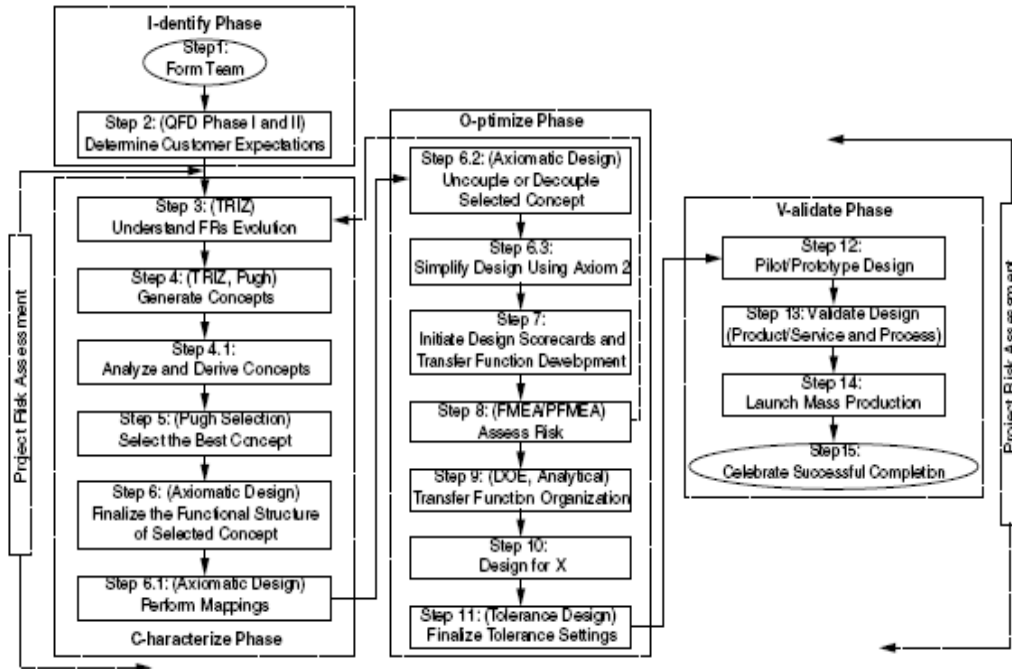 I-dentify Phase
Step1:
Form Team
Step 2: (QFD Phase I and II)
Determine Customer Expectations
Step 3: (TRIZ)
Understand FRs Evolution
Step 4: (TRIZ, Pugh)
Generate Concepts
Step 4.1:
Analyze and Derive Concepts
Step 5: (Pugh Selection)
Select the Best Concept
Step 6: (Axiomatic Design)
Finalize the Functional Structure
of Selected Concept
Step 6.1: (Axiomatic Design)
Perform Mappings
C-haracterize Phase
Project Risk Assessment
O-ptimize Phase
Step 6.2: (Axiomatic Design)
Uncouple or Decouple
Selected Concept
Step 6.3:
Simplify Design Using Axiom 2
Step 7:
Initiate Design Scorecards and
Transfer Function Development
Step 8: (FMEA/PFMEA)
Assess Risk
Step 9: (DOE, Analytical)
Transfer Function Organization
Step 10:
Design for X
Step 11: (Tolerance Design)
Finalize Tolerance Settings
V-alidate Phase
Step 12:
Pilot/Prototype Design
Step 13: Validate Design
(Product/Service and Process)
Step 14:
Launch Mass Production
Step15:
Celebrate Successful Completion
Project Risk Assessment